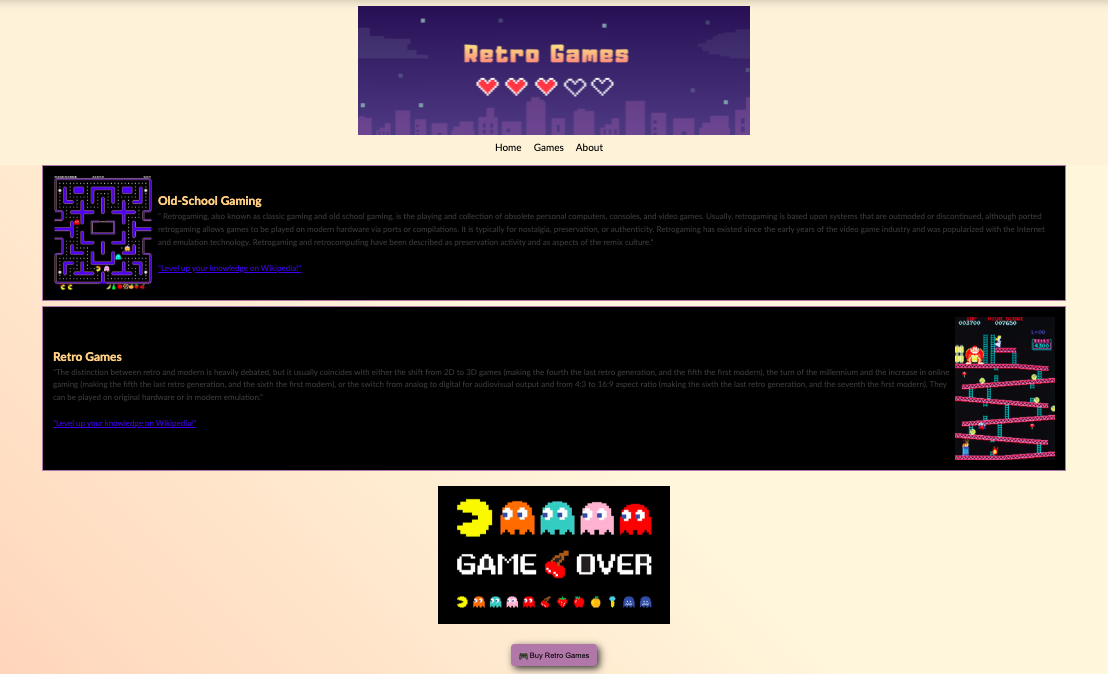 Retro Games
Home Games About
Old-School Gaming
" Retrogaming, also known as classic gaming and old school gaming, is the playing and collection of obsolete personal computers, consoles, and video games. Usually, retrogaming is based upon systems that are outmoded or discontinued, although ported
retrogaming allows games to be played on modern hardware via ports or compilations. It is typically for nostalgia, preservation, or authenticity. Retrogaming has existed since the early years of the video game industry and was popularized with the Internet
and emulation technology. Retrogaming and retrocomputing have been described as preservation activity and as aspects of the remix culture."
"Level up your knowledge on Wikipedia!"
Retro Games
"The distinction between retro and modern is heavily debated, but it usually coincides with either the shift from 2D to 3D games (making the fourth the last retro generation, and the fifth the first modern), the turn of the millennium and the increase in online
gaming (making the fifth the last retro generation, and the sixth the first modern), or the switch from analog to digital for audiovisual output and from 4:3 to 16:9 aspect ratio (making the sixth the last retro generation, and the seventh the first modern). They
can be played on original hardware or in modern emulation."
"Level up your knowledge on Wikipedia!"
003700 007650
L=00
4300
GAME OVER
Buy Retro Games